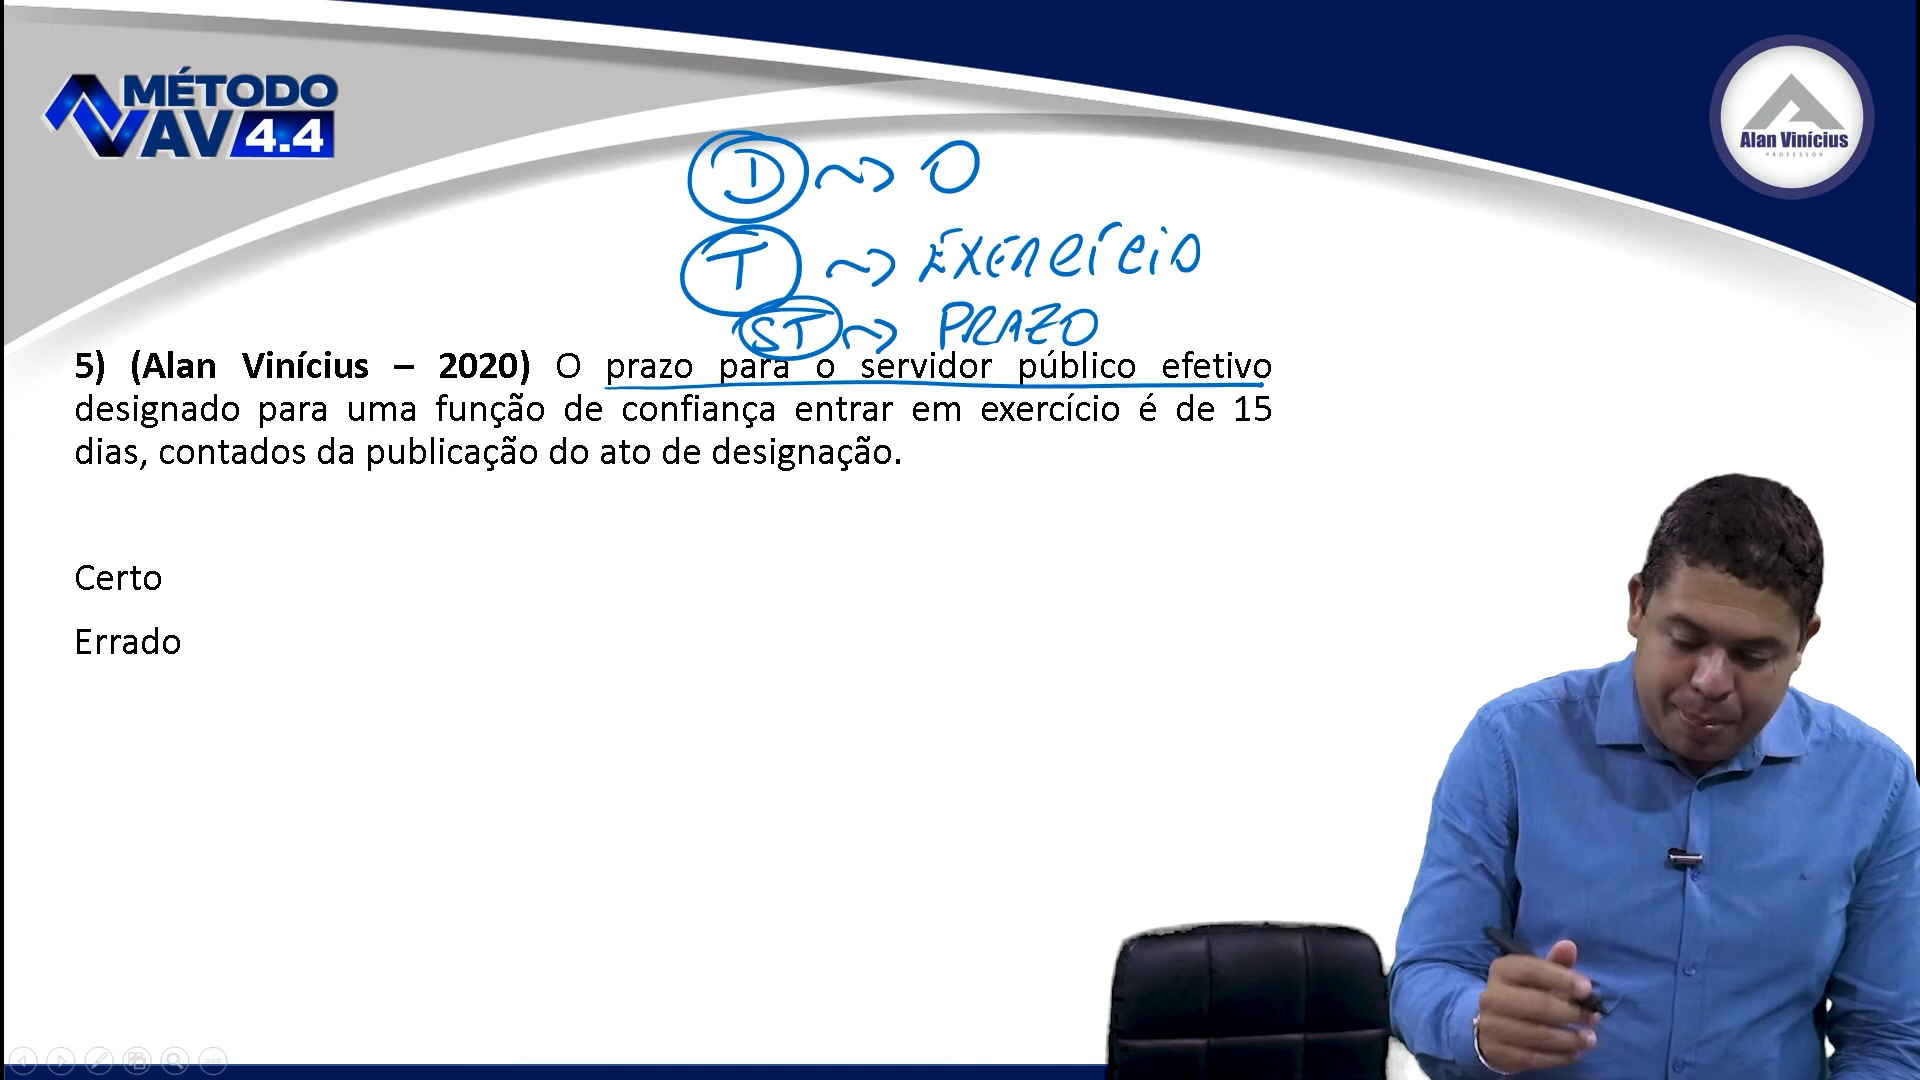 MÉTODO
AV 4.4
Alan Vinícius
PROFESSOR
D ~> O
T ~> EXERCÍCIO
ST ~> PRAZO
5) (Alan Vinícius – 2020) O prazo para o servidor público efetivo
designado para uma função de confiança entrar em exercício é de 15
dias, contados da publicação do ato de designação.
Certo
Errado